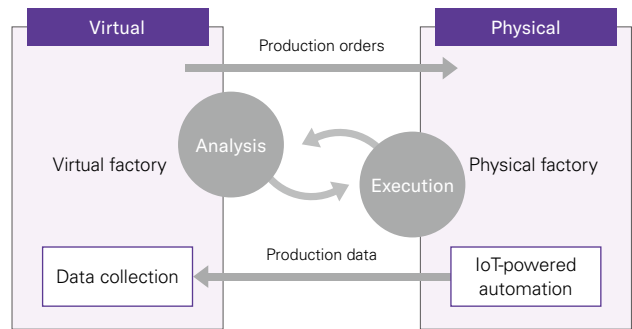 Virtual
Physical
Production orders
Analysis
Virtual factory
Execution
Physical factory
Production data
Data collection
IoT-powered
automation